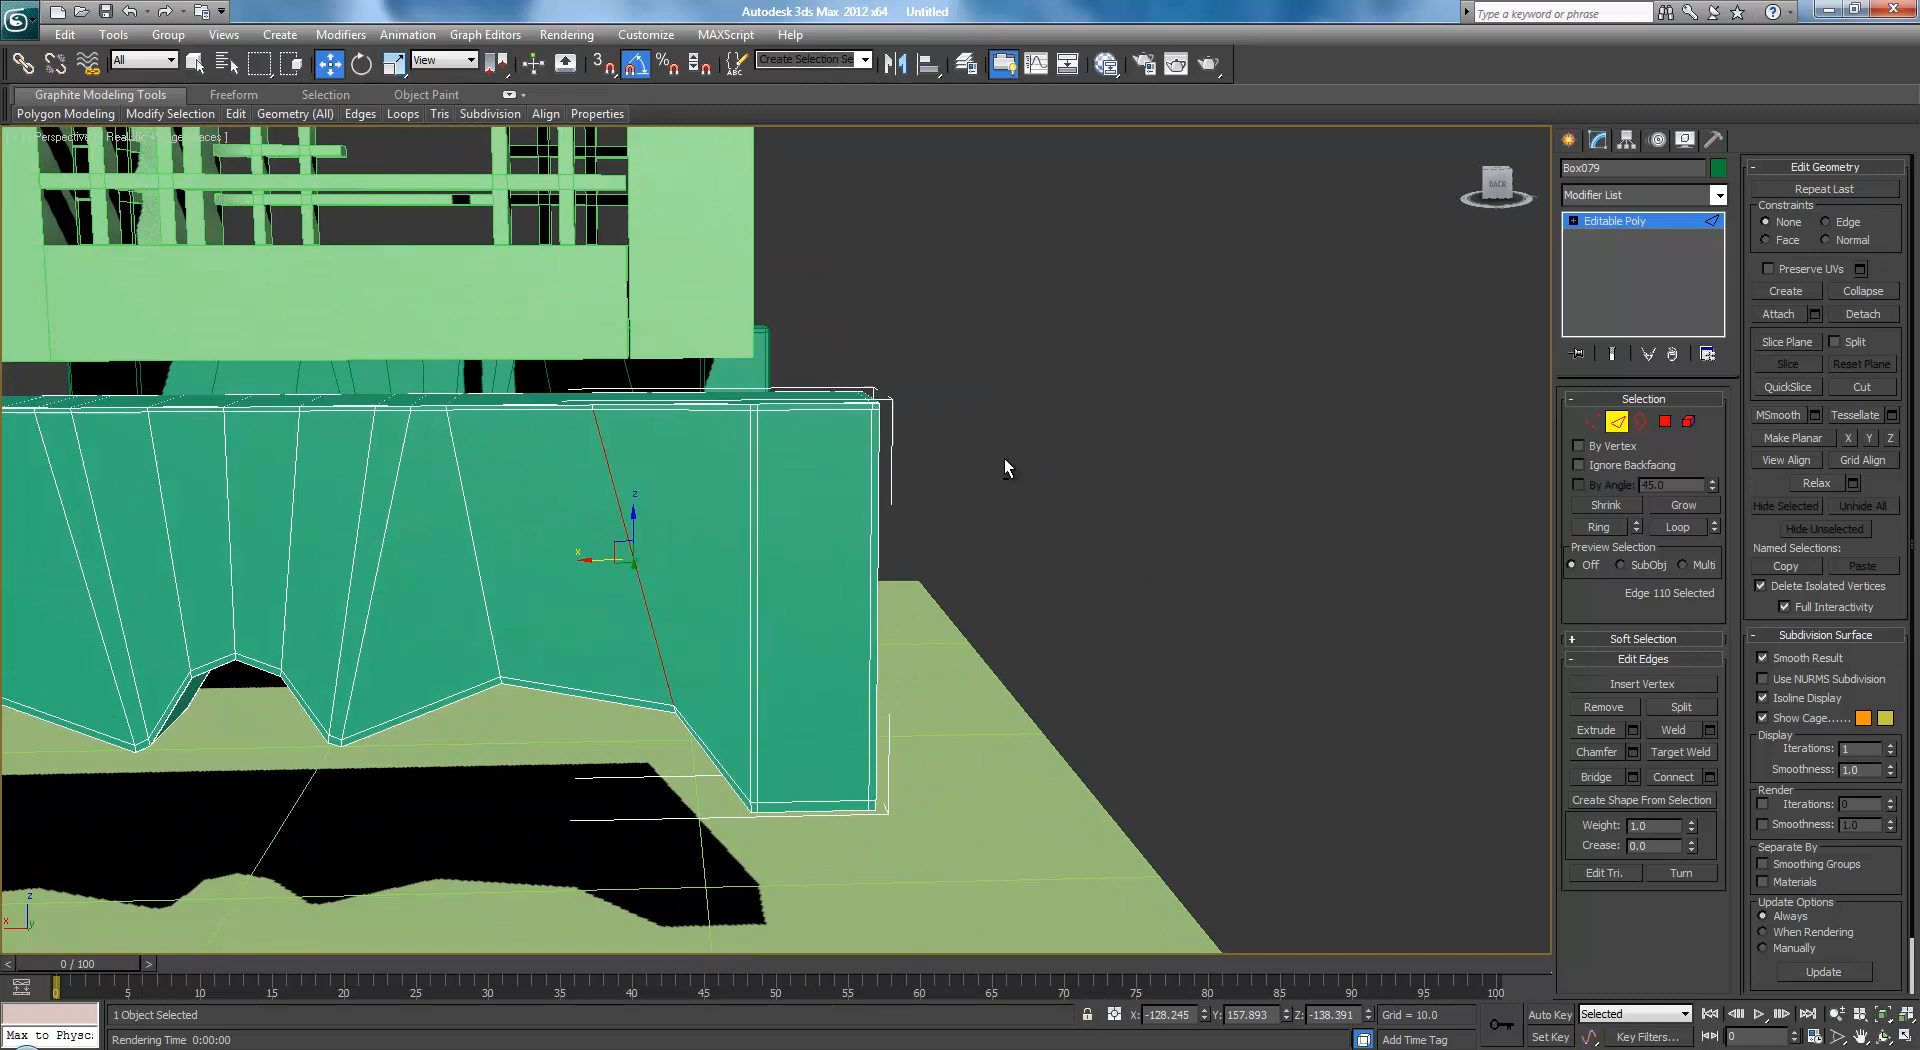 Autodesk 3ds Max 2012 x64 Untitled
Type a keyword or phrase
Edit Tools Group Views Create Modifiers Animation Graph Editors Rendering Customize MAXScript Help
All View 3 % ABC Create Selection Se
Graphite Modeling Tools Freeform Selection Object Paint
Polygon Modeling Modify Selection Edit Geometry (All) Edges Loops Tris Subdivision Align Properties
BACK
z
x
z
x y
Box079
Modifier List
Editable Poly
Selection
By Vertex
Ignore Backfacing
By Angle: 45.0
Shrink Grow
Ring Loop
Preview Selection
Off SubObj Multi
Edge 110 Selected
Soft Selection
Edit Edges
Insert Vertex
Remove Split
Extrude Weld
Chamfer Target Weld
Bridge Connect
Create Shape From Selection
Weight: 1.0
Crease: 0.0
Edit Tri. Turn
Edit Geometry
Repeat Last
Constraints
None Edge
Face Normal
Preserve UVs
Create Collapse
Attach Detach
Slice Plane Split
Slice Reset Plane
QuickSlice Cut
MSmooth Tessellate
Make Planar X Y Z
View Align Grid Align
Relax
Hide Selected Unhide All
Hide Unselected
Named Selections:
Copy Paste
Delete Isolated Vertices
Full Interactivity
Subdivision Surface
Smooth Result
Use NURMS Subdivision
Isoline Display
Show Cage......
Display
Iterations: 1
Smoothness: 1.0
Render
Iterations: 0
Smoothness: 1.0
Separate By
Smoothing Groups
Materials
Update Options
Always
When Rendering
Manually
Update
< 0 / 100 >
0 5 10 15 20 25 30 35 40 45 50 55 60 65 70 75 80 85 90 95 100
1 Object Selected X: -128.245 Y: 157.893 Z: -138.391 Grid = 10.0 Auto Key Selected
Max to Physc: Rendering Time 0:00:00 Add Time Tag Set Key Key Filters... 0